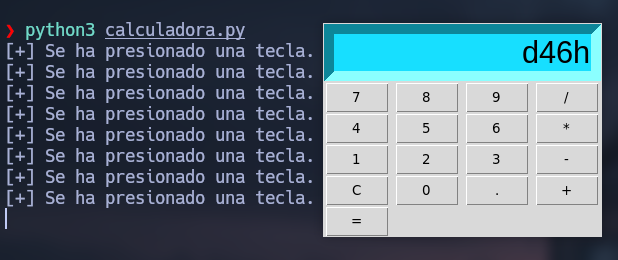 ❯ python3 calculadora.py
[+] Se ha presionado una tecla.
[+] Se ha presionado una tecla.
[+] Se ha presionado una tecla.
[+] Se ha presionado una tecla.
[+] Se ha presionado una tecla.
[+] Se ha presionado una tecla.
[+] Se ha presionado una tecla.
[+] Se ha presionado una tecla.
d46h
7 8 9 /
4 5 6 *
1 2 3 -
C 0 . +
=